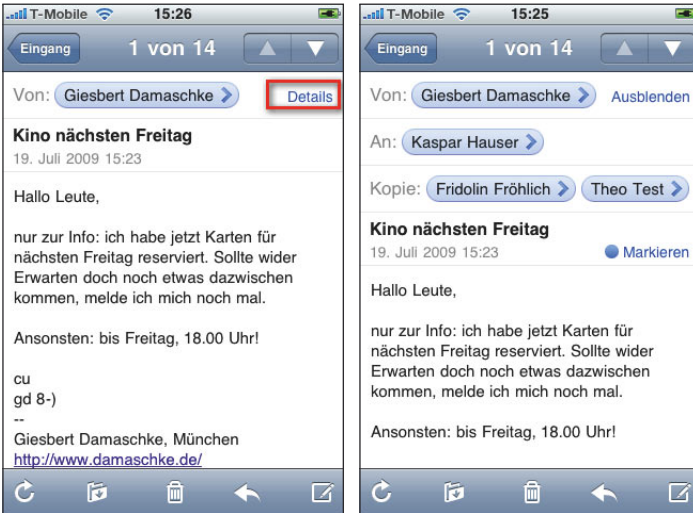 T-Mobile 15:26
Eingang 1 von 14
Von: Giesbert Damaschke Details
Kino nächsten Freitag
19. Juli 2009 15:23
Hallo Leute,
nur zur Info: ich habe jetzt Karten für
nächsten Freitag reserviert. Sollte wider
Erwarten doch noch etwas dazwischen
kommen, melde ich mich noch mal.
Ansonsten: bis Freitag, 18.00 Uhr!
cu
gd 8-)
--
Giesbert Damaschke, München
http://www.damaschke.de/
T-Mobile 15:25
Eingang 1 von 14
Von: Giesbert Damaschke Ausblenden
An: Kaspar Hauser
Kopie: Fridolin Fröhlich Theo Test
Kino nächsten Freitag
19. Juli 2009 15:23 Markieren
Hallo Leute,
nur zur Info: ich habe jetzt Karten für
nächsten Freitag reserviert. Sollte wider
Erwarten doch noch etwas dazwischen
kommen, melde ich mich noch mal.
Ansonsten: bis Freitag, 18.00 Uhr!